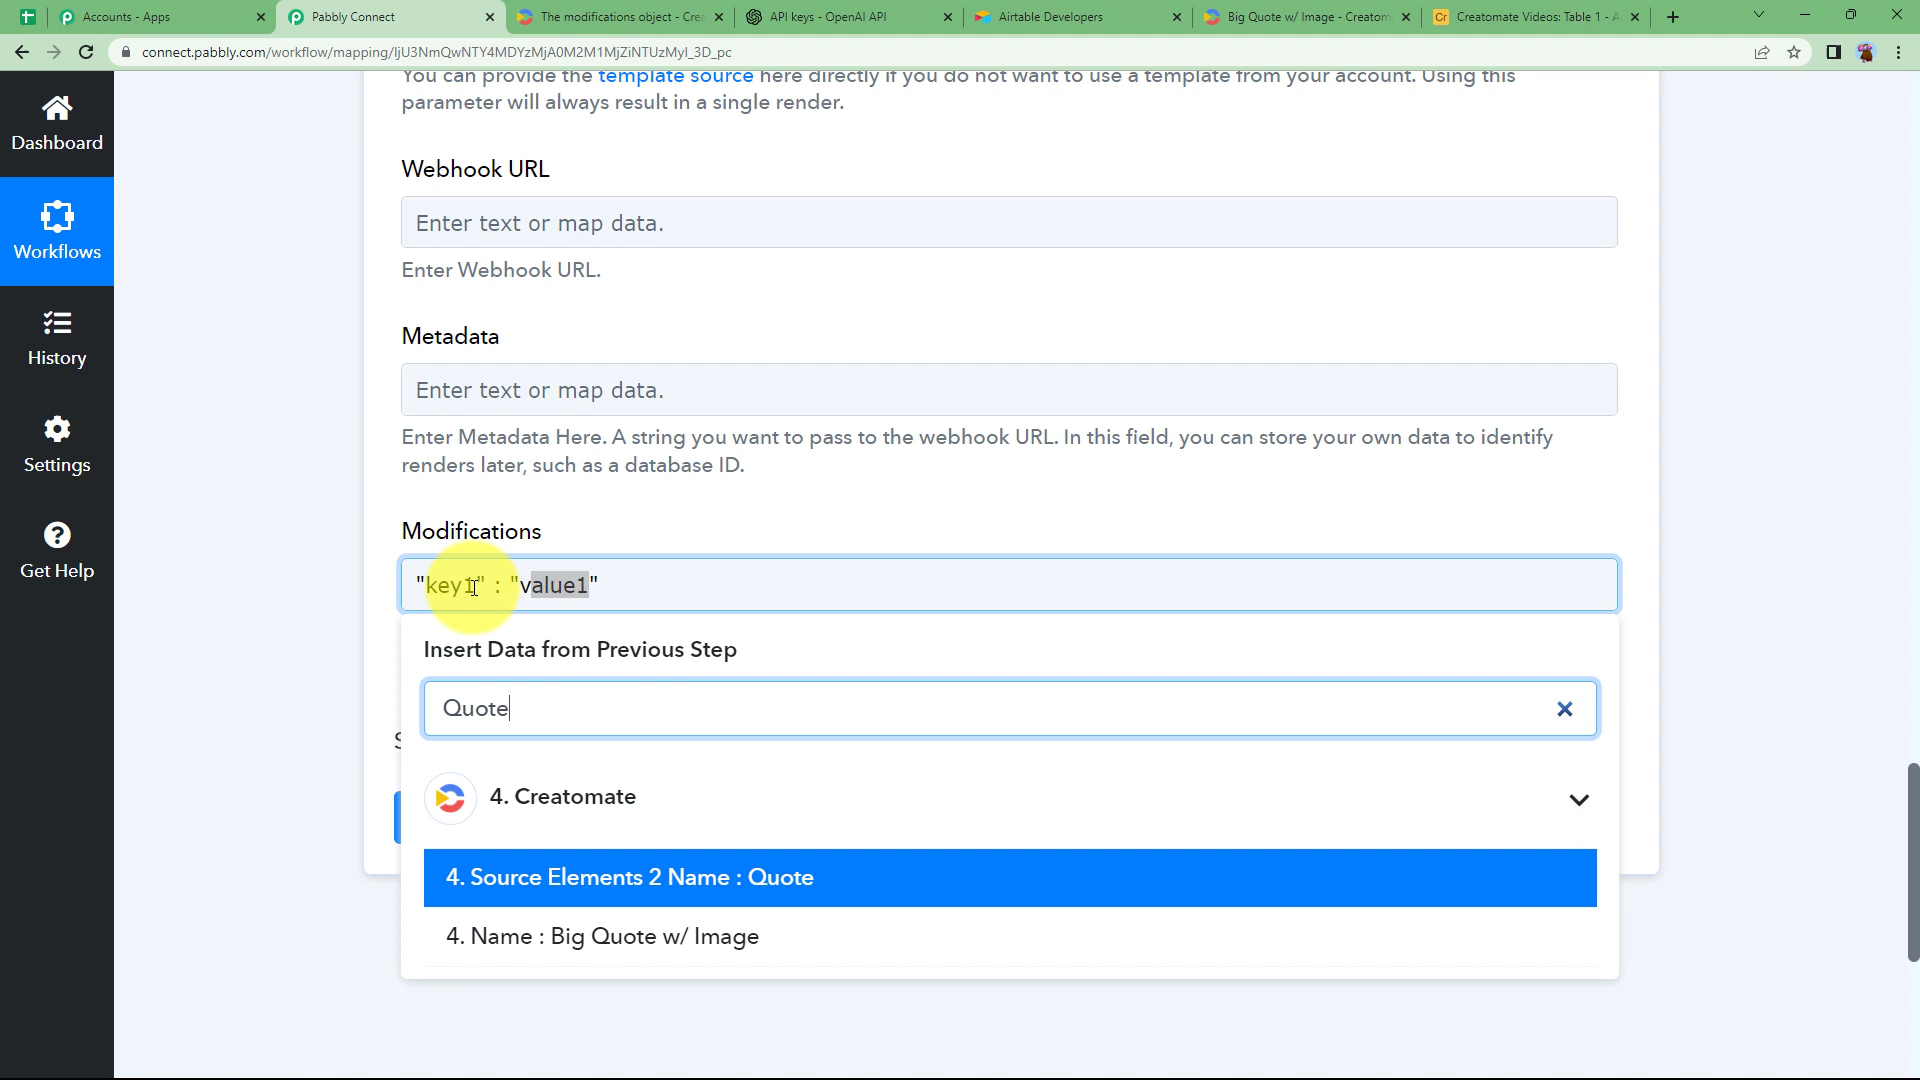 Accounts - Apps
Pabbly Connect
The modifications object - Crea
API keys - OpenAI API
Airtable Developers
Big Quote w/ Image - Creatom
Cr
Creatomate Videos: Table 1 - A
connect.pabbly.com/workflow/mapping/IjU3NmQwNTY4MDYzMjA0M2M1MjZiNTUzMyI_3D_pc
You can provide the template source here directly if you do not want to use a template from your account. Using this
parameter will always result in a single render.
Dashboard
Workflows
History
Settings
Get Help
Webhook URL
Enter text or map data.
Enter Webhook URL.
Metadata
Enter text or map data.
Enter Metadata Here. A string you want to pass to the webhook URL. In this field, you can store your own data to identify
renders later, such as a database ID.
Modifications
"key1" : "value1"
Insert Data from Previous Step
Quote
4. Creatomate
4. Source Elements 2 Name : Quote
4. Name : Big Quote w/ Image